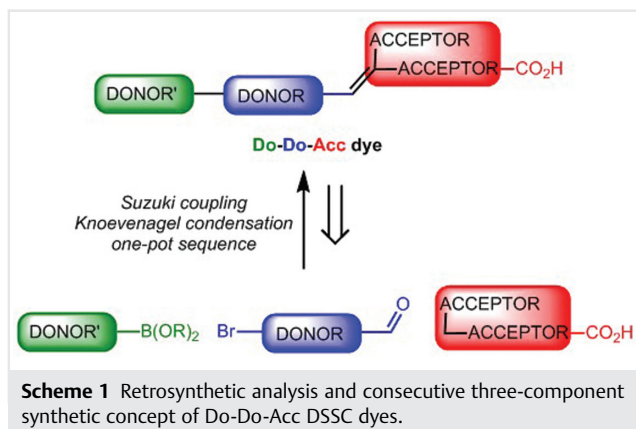 ACCEPTOR
DONOR' DONOR ACCEPTOR CO₂H
Do-Do-Acc dye
Suzuki coupling
Knoevenagel condensation
one-pot sequence
O
ACCEPTOR
DONOR' B(OR)₂ Br DONOR ACCEPTOR CO₂H
Scheme 1 Retrosynthetic analysis and consecutive three-component
synthetic concept of Do-Do-Acc DSSC dyes.